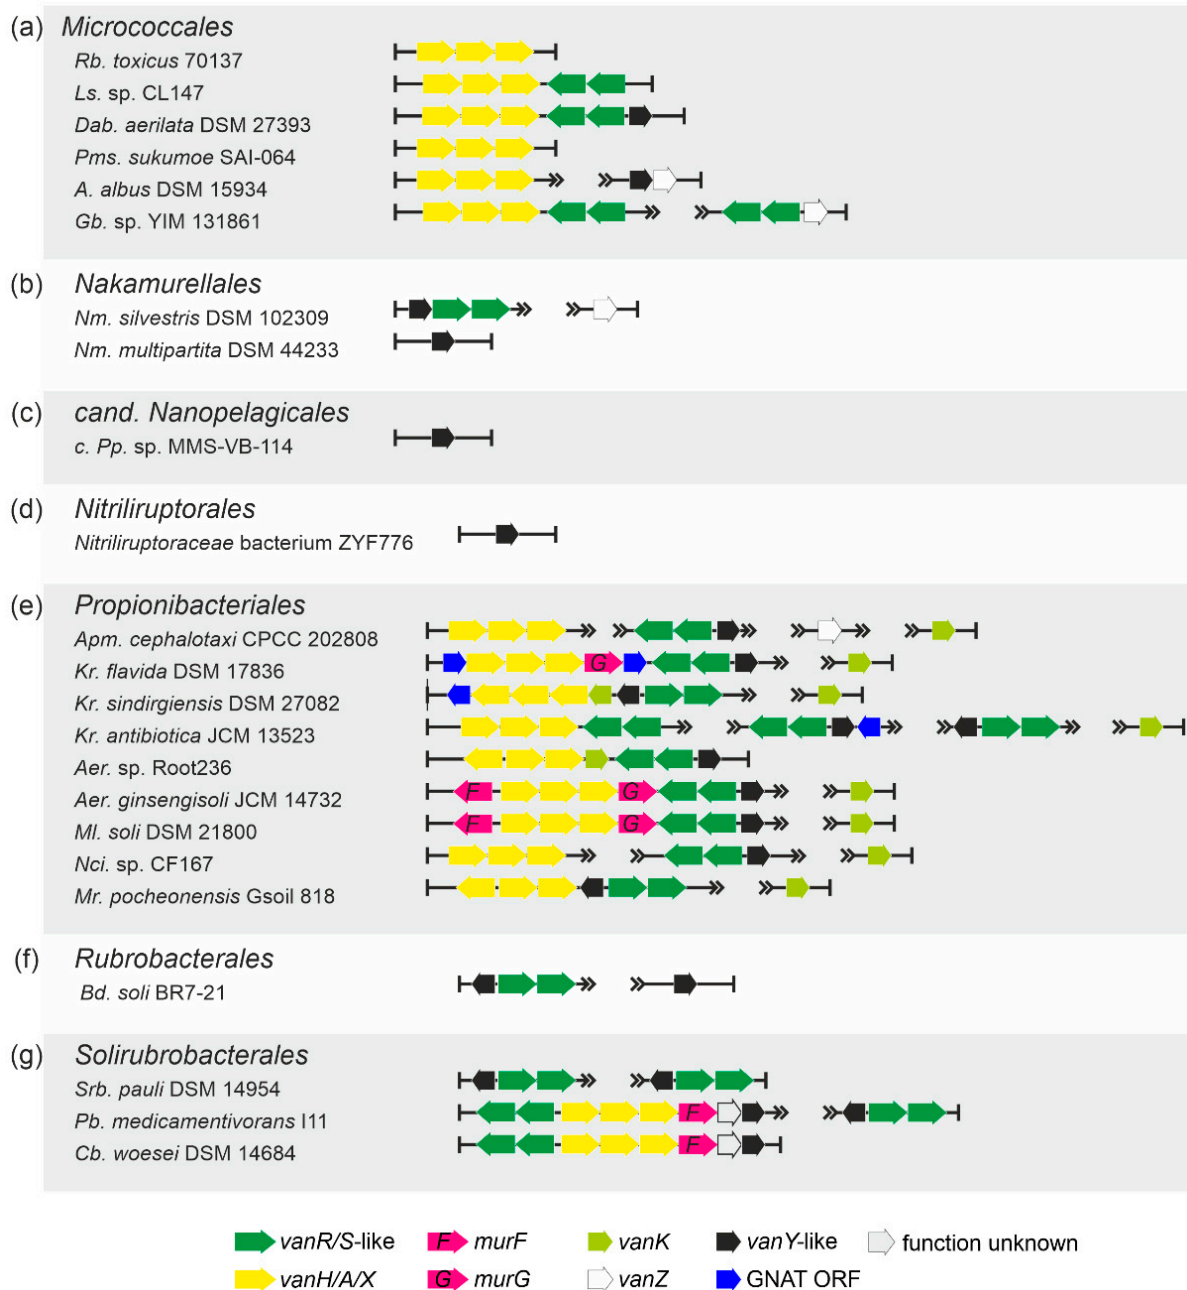 (a) Micrococcales
Rb. toxicus 70137
Ls. sp. CL147
Dab. aerilata DSM 27393
Pms. sukumoe SAI-064
A. albus DSM 15934
Gb. sp. YIM 131861
(b) Nakamurellales
Nm. silvestris DSM 102309
Nm. multipartita DSM 44233
(c) cand. Nanopelagicales
c. Pp. sp. MMS-VB-114
(d) Nitriliruptorales
Nitriliruptoraceae bacterium ZYF776
(e) Propionibacteriales
Apm. cephalotaxi CPCC 202808
Kr. flavida DSM 17836 G
Kr. sindirgiensis DSM 27082
Kr. antibiotica JCM 13523
Aer. sp. Root236
Aer. ginsengisoli JCM 14732 F G
Ml. soli DSM 21800 F G
Nci. sp. CF167
Mr. pocheonensis Gsoil 818
(f) Rubrobacterales
Bd. soli BR7-21
(g) Solirubrobacterales
Srb. pauli DSM 14954
Pb. medicamentivorans I11 F
Cb. woesei DSM 14684 F
vanR/S-like F murF vanK vanY-like function unknown
vanH/A/X G murG vanZ GNAT ORF